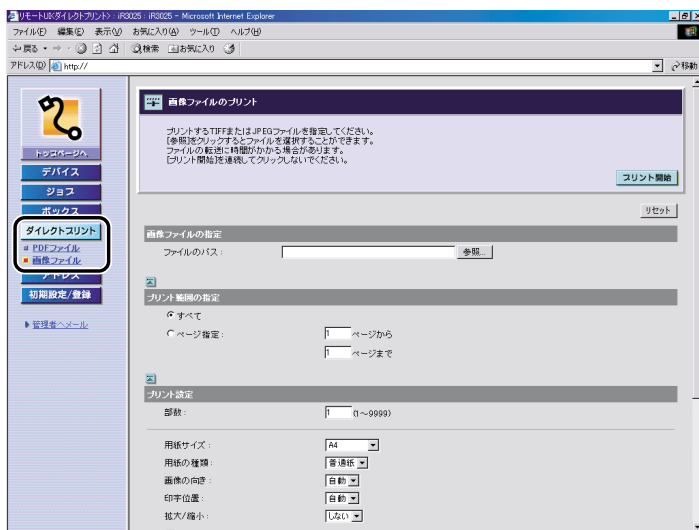 リモートUI<ダイレクトプリント> : iR3025 : iR3025 - Microsoft Internet Explorer
ファイル(F) 編集(E) 表示(V) お気に入り(A) ツール(T) ヘルプ(H)
戻る 検索 お気に入り
アドレス(D) http:// 移動
トップページへ
デバイス
ジョブ
ボックス
ダイレクトプリント
PDFファイル
画像ファイル
アドレス
初期設定/登録
管理者へメール
画像ファイルのプリント
プリントするTIFFまたはJPEGファイルを指定してください。
[参照]をクリックするとファイルを選択することができます。
ファイルの転送に時間がかかる場合があります。
[プリント開始]を連続してクリックしないでください。
プリント開始
リセット
画像ファイルの指定
ファイルのパス : 参照...
プリント範囲の指定
すべて
ページ指定 : 1 ページから
1 ページまで
プリント設定
部数 : 1 (1～9999)
用紙サイズ : A4
用紙の種類 : 普通紙
画像の向き : 自動
印字位置 : 自動
拡大/縮小 : しない